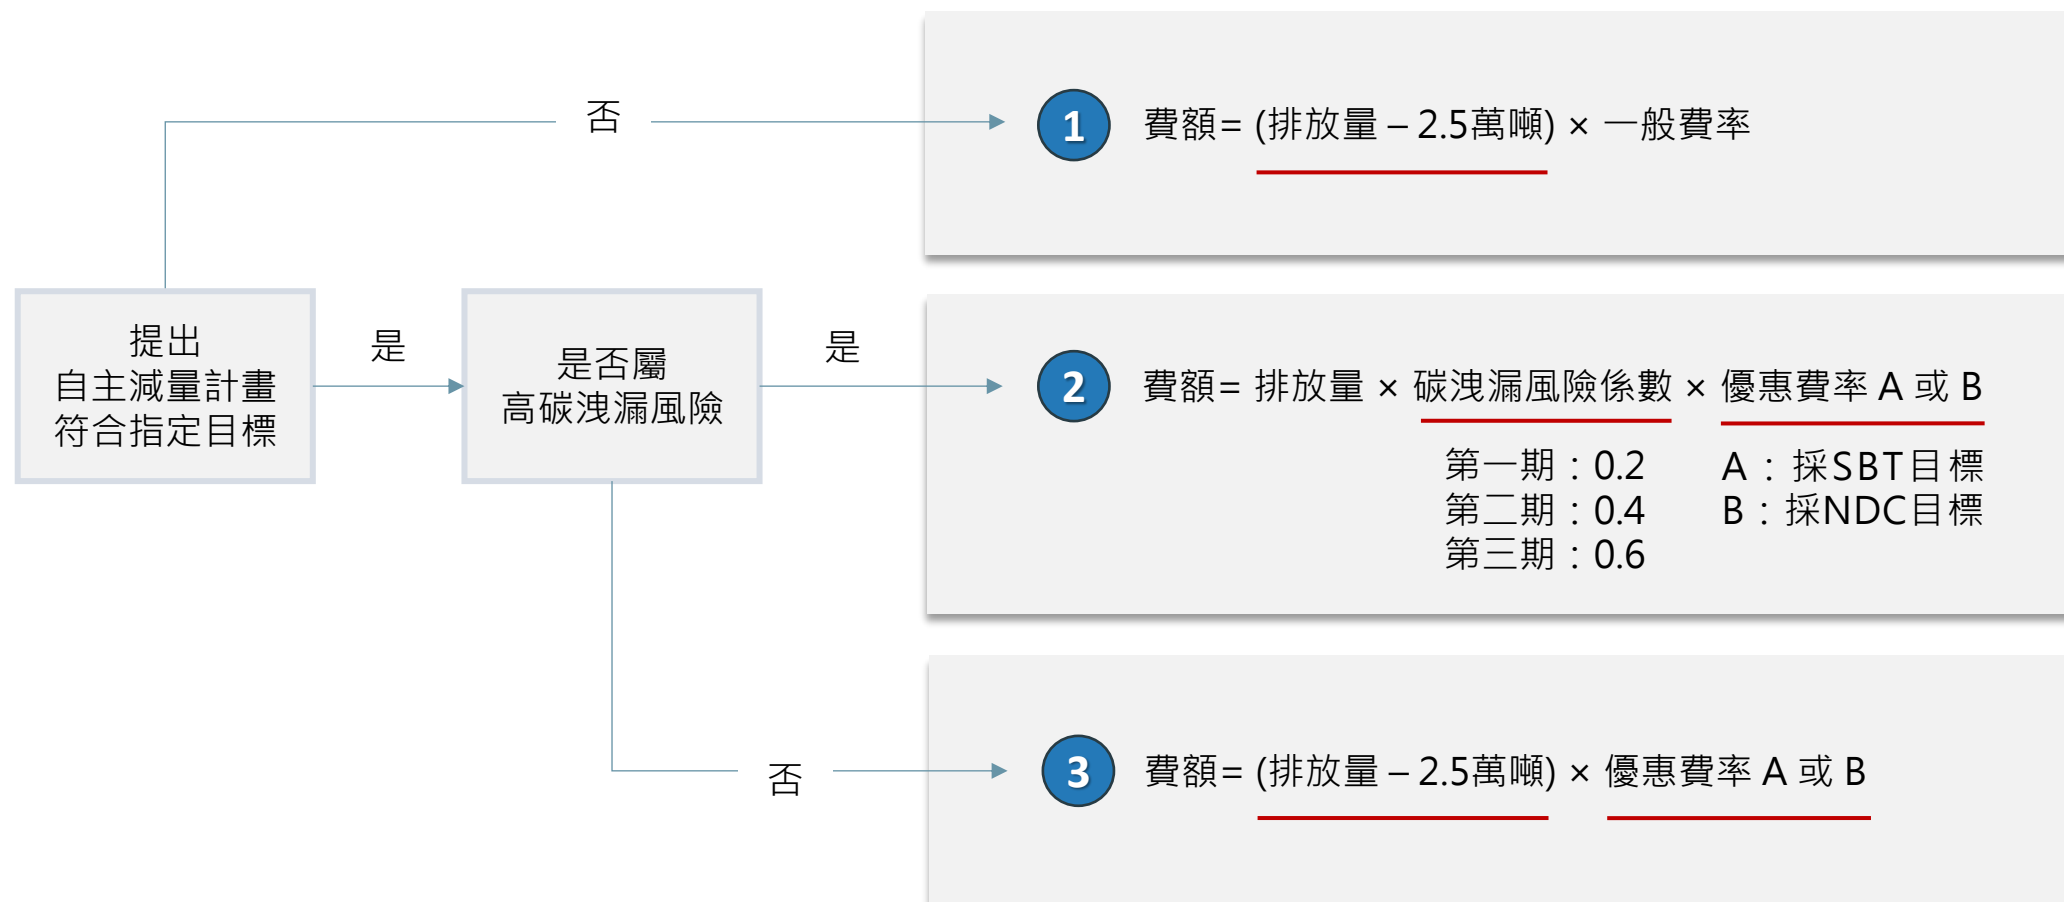 否
1
費額= (排放量 – 2.5萬噸) × 一般費率
提出
自主減量計畫
符合指定目標
是
是否屬
高碳洩漏風險
是
2
費額= 排放量 × 碳洩漏風險係數 × 優惠費率 A 或 B
第一期：0.2
第二期：0.4
第三期：0.6
A：採SBT目標
B：採NDC目標
否
3
費額= (排放量 – 2.5萬噸) × 優惠費率 A 或 B